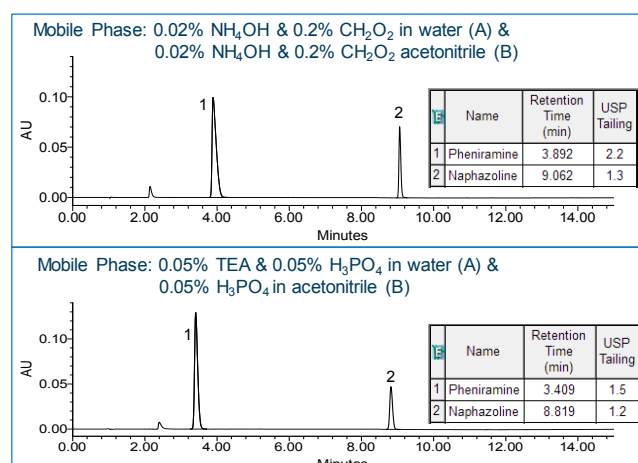 Mobile Phase: 0.02% NH₄OH & 0.2% CH₂O₂ in water (A) &
0.02% NH₄OH & 0.2% CH₂O₂ acetonitrile (B)
AU
0.10
0.05
0.00
1
2
Name Retention Time (min) USP Tailing
1 Pheniramine 3.892 2.2
2 Naphazoline 9.062 1.3
0.00 2.00 4.00 6.00 8.00 10.00 12.00 14.00
Minutes
Mobile Phase: 0.05% TEA & 0.05% H₃PO₄ in water (A) &
0.05% H₃PO₄ in acetonitrile (B)
AU
0.10
0.05
0.00
1
2
Name Retention Time (min) USP Tailing
1 Pheniramine 3.409 1.5
2 Naphazoline 8.819 1.2
0.00 2.00 4.00 6.00 8.00 10.00 12.00 14.00
Minutes